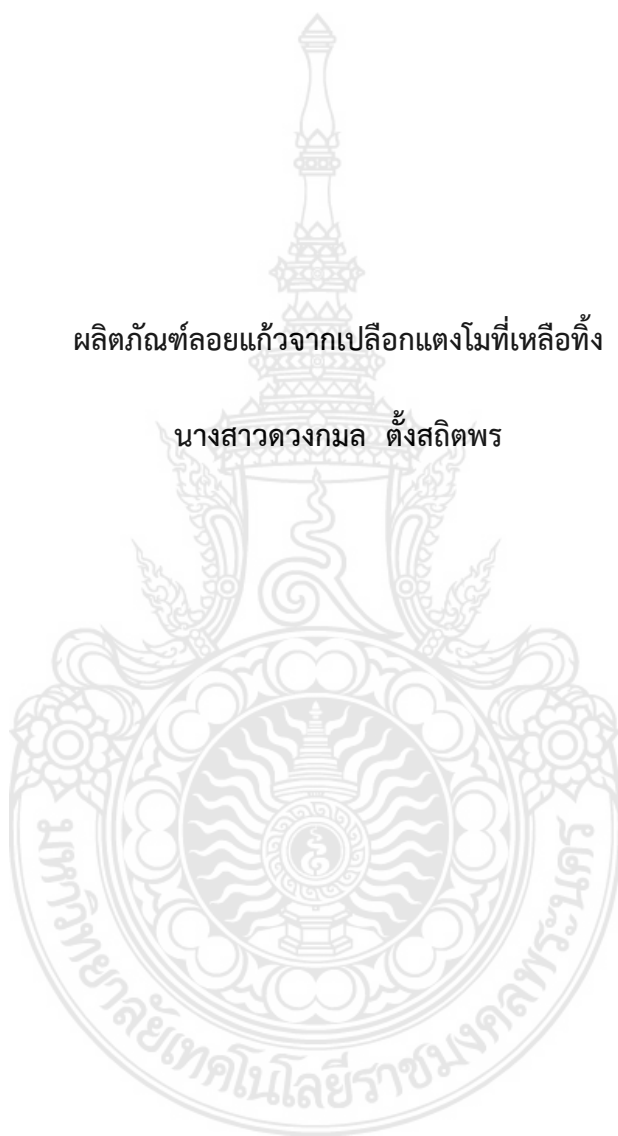 ผลิตภัณฑ์ลอยแก้วจากเปลือกแตงโมที่เหลือทิ้ง
นางสาวดวงกมล ตั้งสถิตพร
มหาวิทยาลัยเทคโนโลยีราชมงคลพระนคร